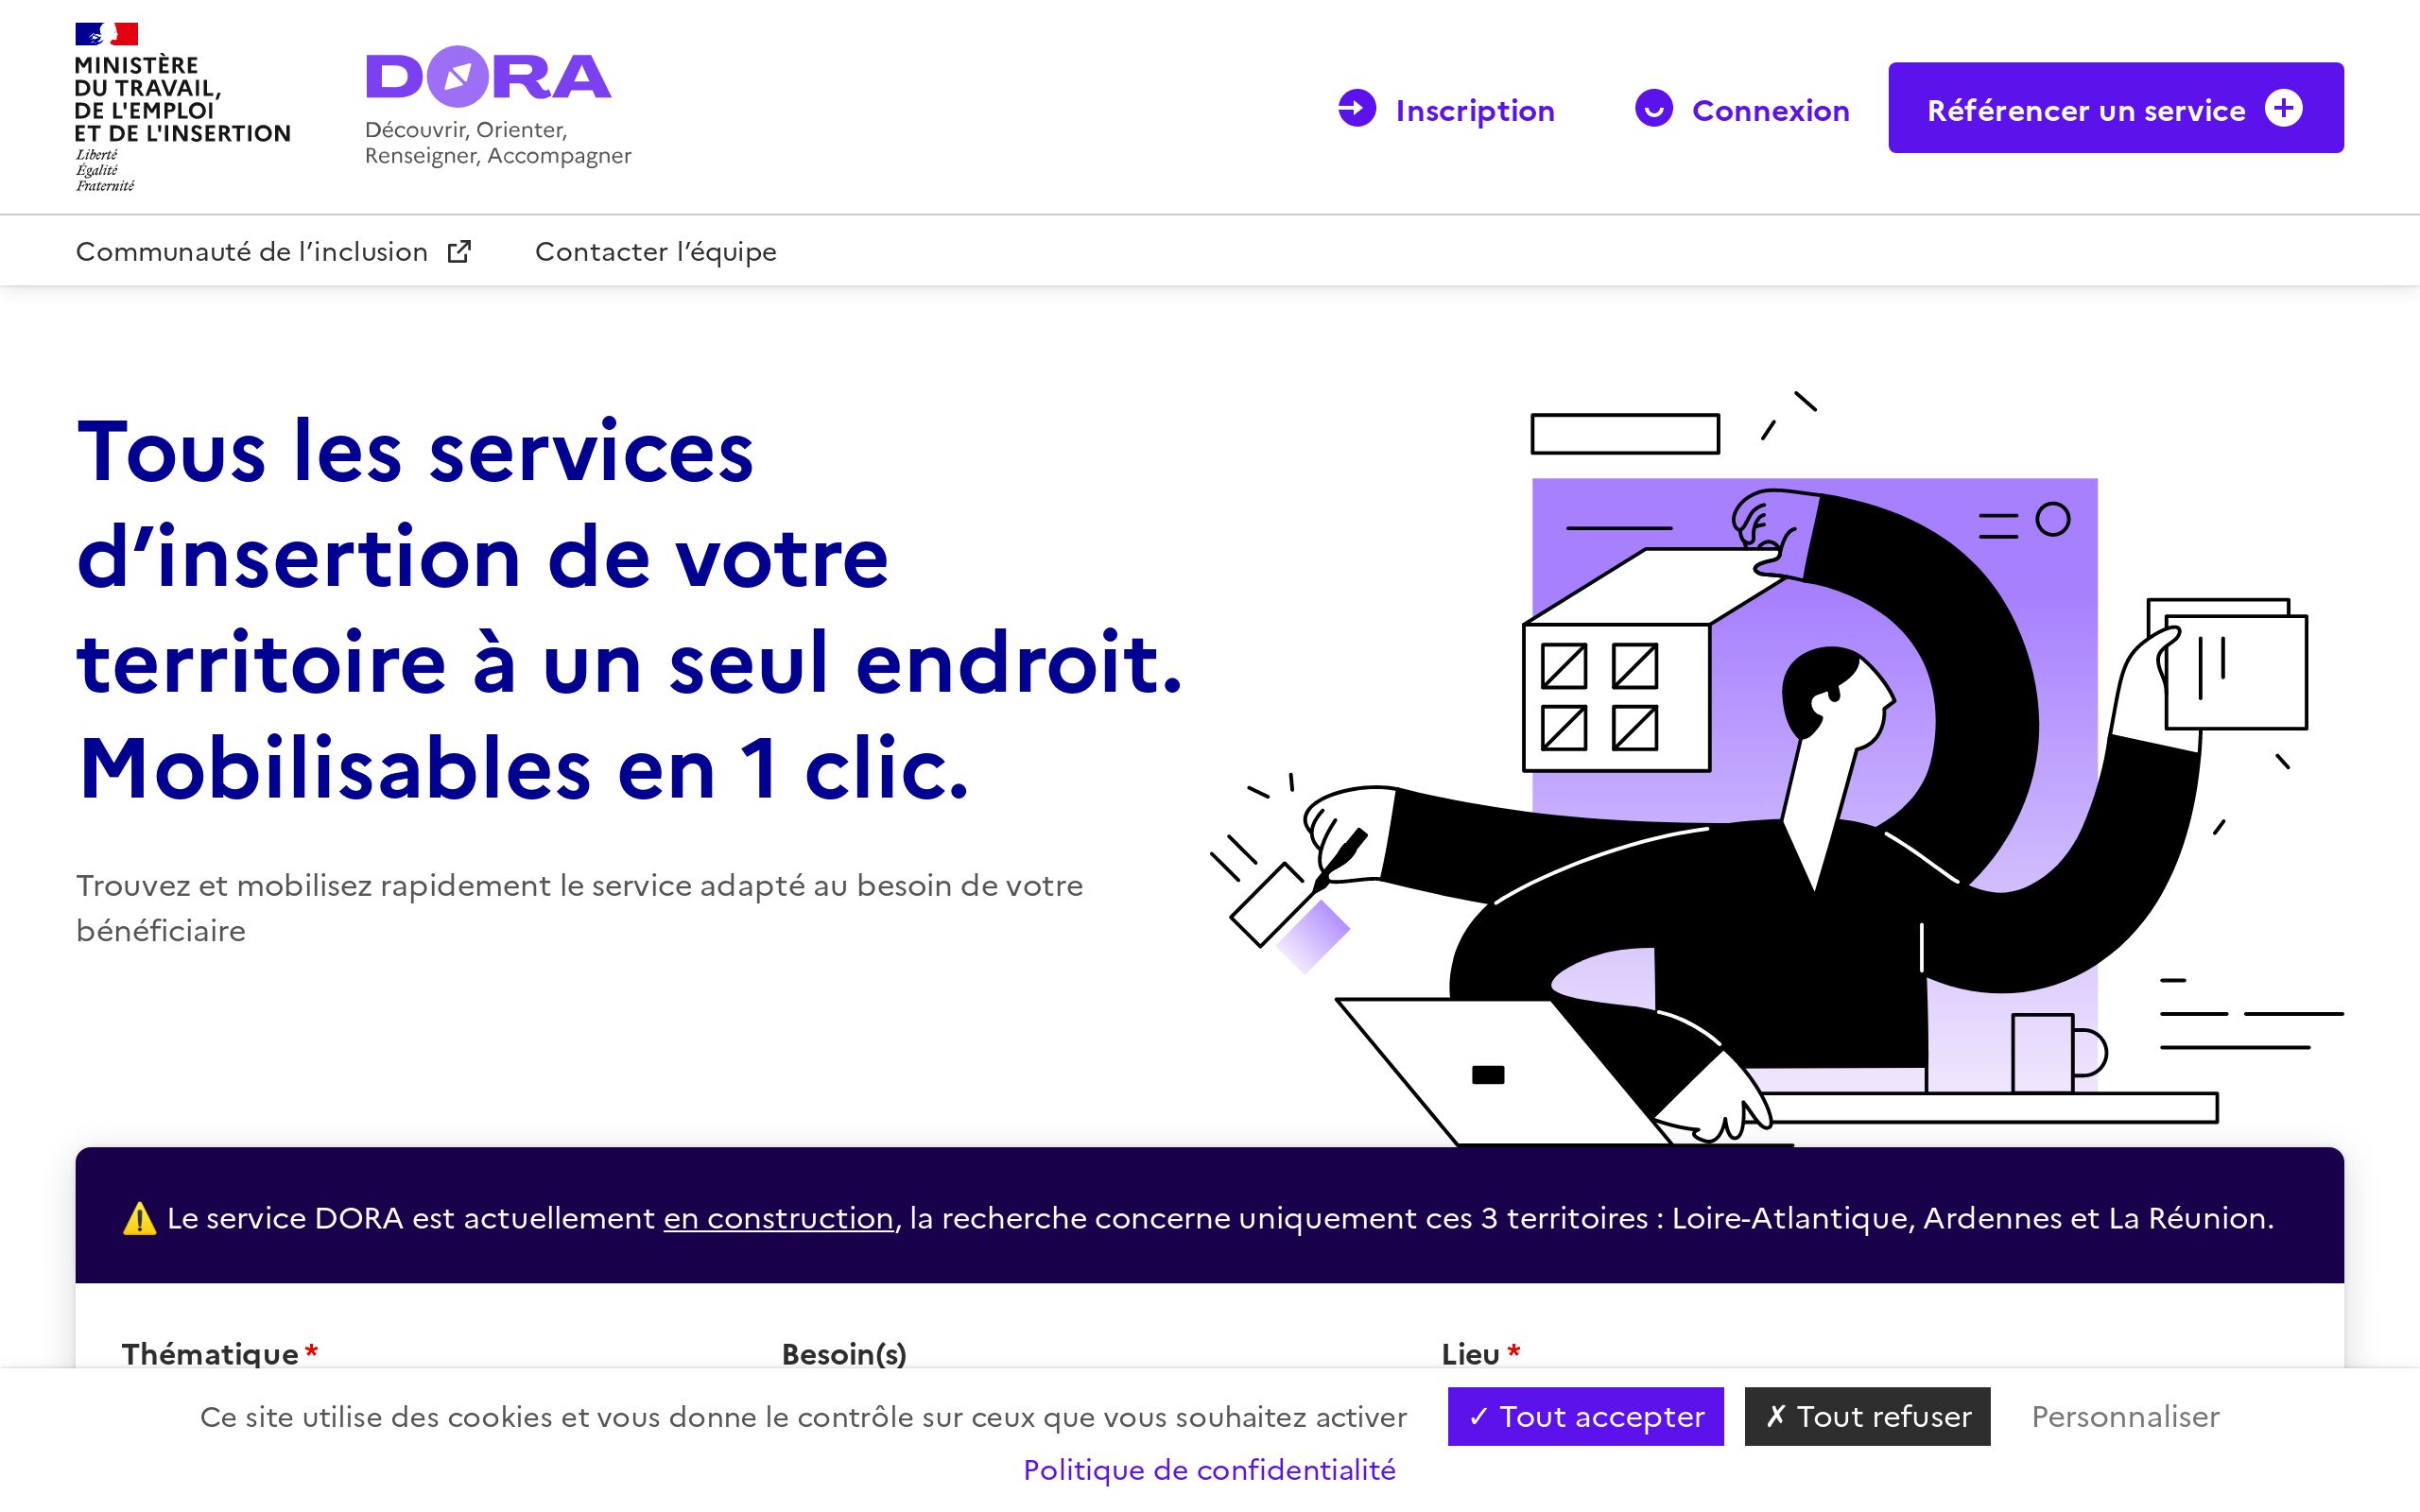 MINISTÈRE
DU TRAVAIL,
DE L'EMPLOI
ET DE L'INSERTION
Liberté
Égalité
Fraternité
DORA
Découvrir, Orienter,
Renseigner, Accompagner
Inscription
Connexion
Référencer un service
Communauté de l’inclusion
Contacter l’équipe
Tous les services
d’insertion de votre
territoire à un seul endroit.
Mobilisables en 1 clic.
Trouvez et mobilisez rapidement le service adapté au besoin de votre
bénéficiaire
⚠️ Le service DORA est actuellement en construction, la recherche concerne uniquement ces 3 territoires : Loire-Atlantique, Ardennes et La Réunion.
Thématique *
Besoin(s)
Lieu *
Ce site utilise des cookies et vous donne le contrôle sur ceux que vous souhaitez activer
✓ Tout accepter
✗ Tout refuser
Personnaliser
Politique de confidentialité